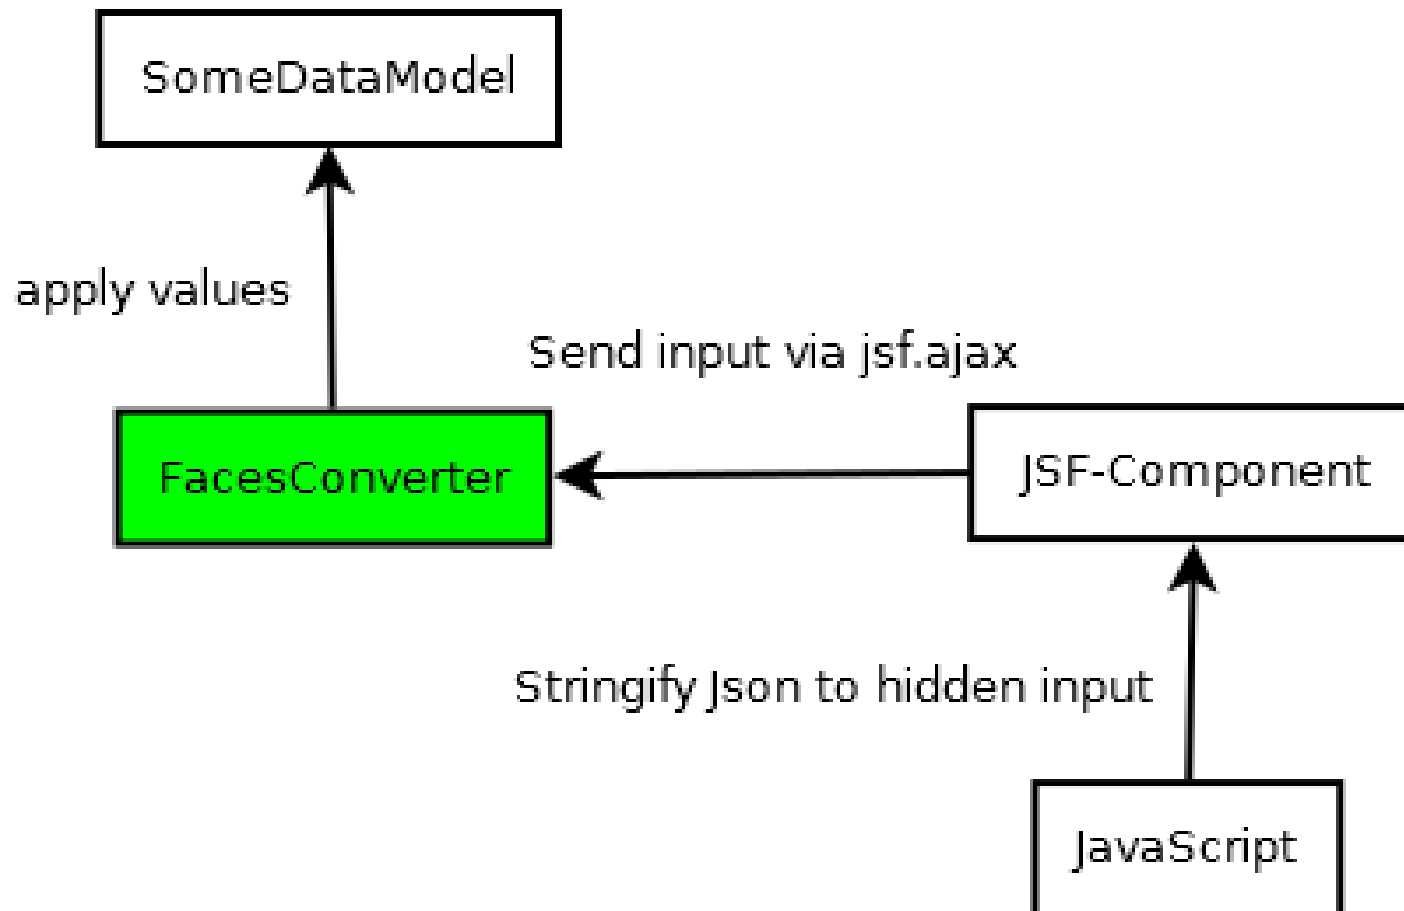 SomeDataModel
apply values
Send input via jsf.ajax
FacesConverter
JSF-Component
Stringify Json to hidden input
JavaScript